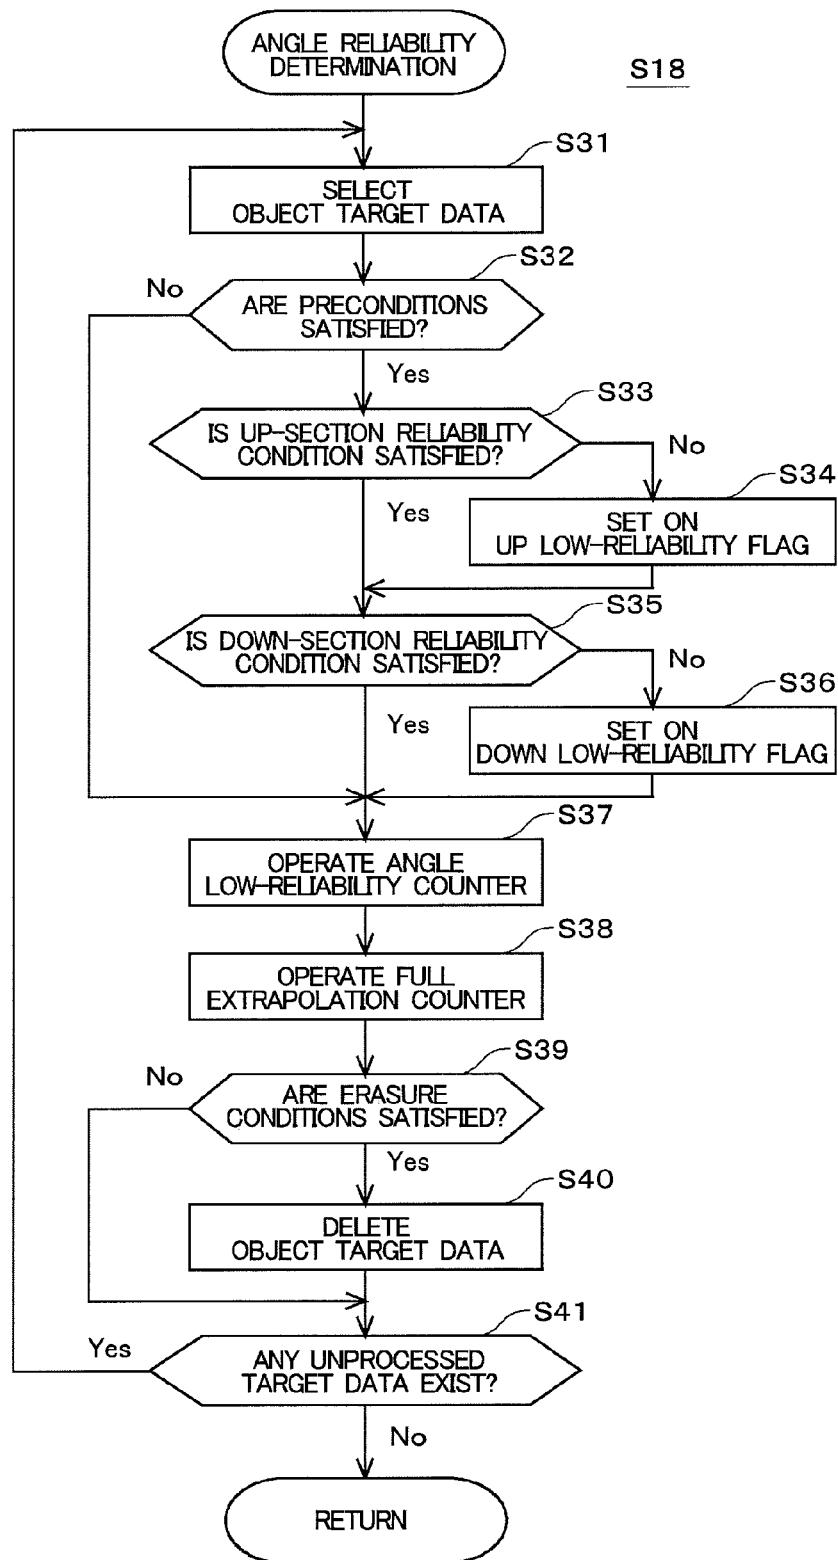 ANGLE RELIABILITY
DETERMINATION
S18
S31
SELECT
OBJECT TARGET DATA
S32
No
ARE PRECONDITIONS
SATISFIED?
Yes
S33
IS UP-SECTION RELIABILITY
CONDITION SATISFIED?
No
S34
Yes
SET ON
UP LOW-RELIABILITY FLAG
S35
IS DOWN-SECTION RELIABILITY
CONDITION SATISFIED?
No
S36
Yes
SET ON
DOWN LOW-RELIABILITY FLAG
S37
OPERATE ANGLE
LOW-RELIABILITY COUNTER
S38
OPERATE FULL
EXTRAPOLATION COUNTER
S39
No
ARE ERASURE
CONDITIONS SATISFIED?
Yes
S40
DELETE
OBJECT TARGET DATA
S41
Yes
ANY UNPROCESSED
TARGET DATA EXIST?
No
RETURN